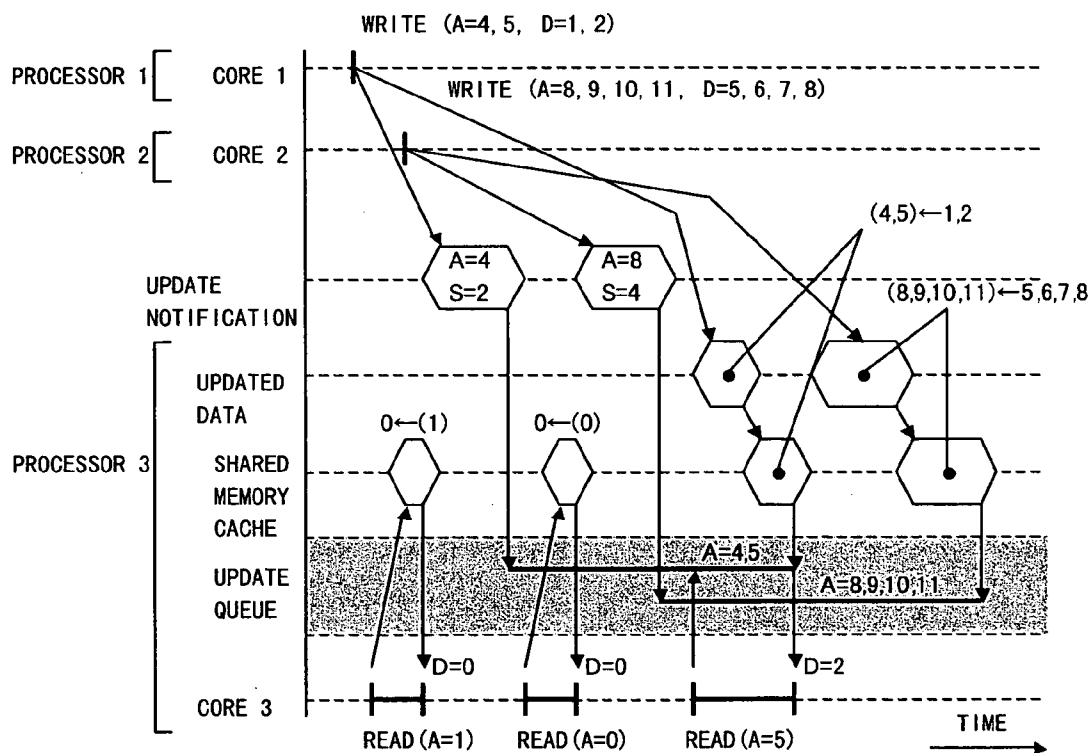 WRITE (A=4, 5, D=1, 2)
PROCESSOR 1
CORE 1
WRITE (A=8, 9, 10, 11, D=5, 6, 7, 8)
PROCESSOR 2
CORE 2
(4,5)←1,2
A=4
S=2
A=8
S=4
UPDATE
NOTIFICATION
(8,9,10,11)←5,6,7,8
UPDATED
DATA
0←(1)
0←(0)
PROCESSOR 3
SHARED
MEMORY
CACHE
A=4,5
UPDATE
QUEUE
A=8,9,10,11
D=0
D=0
D=2
CORE 3
TIME
READ(A=1)
READ(A=0)
READ(A=5)